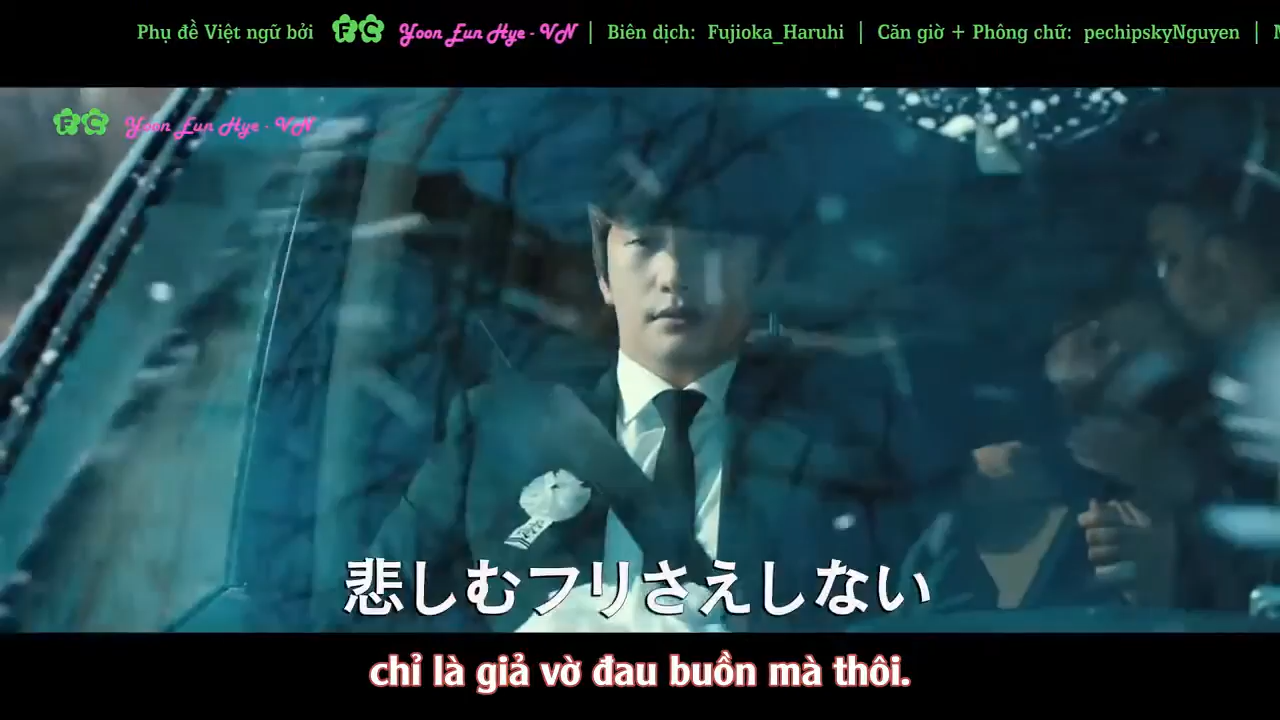 Phụ đề Việt ngữ bởi FC Yoon Eun Hye - VN | Biên dịch: Fujioka_Haruhi | Căn giờ + Phông chữ: pechipskyNguyen |
FC Yoon Eun Hye - VN
悲しむフリさえしない
chỉ là giả vờ đau buồn mà thôi.